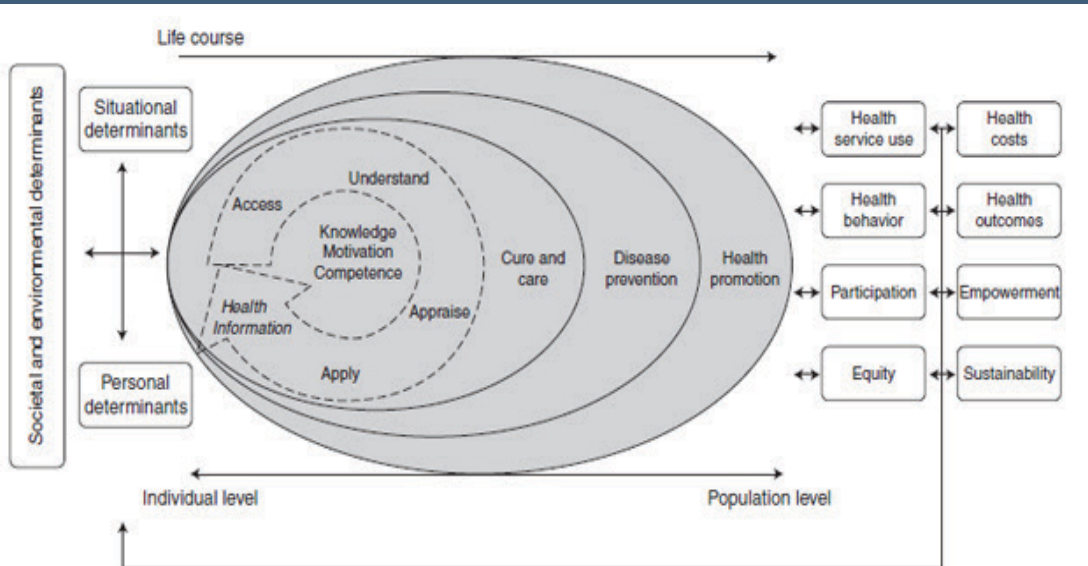 Life course
Societal and environmental determinants
Situational
determinants
Personal
determinants
Access
Understand
Knowledge
Motivation
Competence
Health
Information
Appraise
Apply
Cure and
care
Disease
prevention
Health
promotion
Health
service use
Health
costs
Health
behavior
Health
outcomes
Participation
Empowerment
Equity
Sustainability
Individual level
Population level